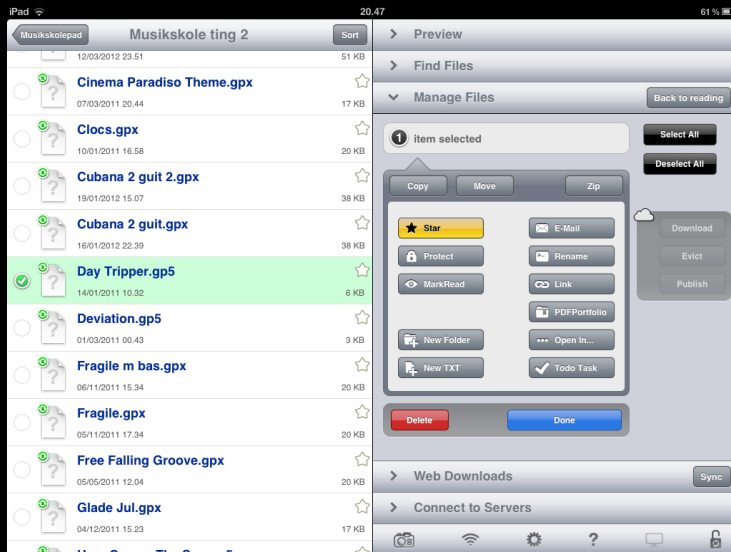 iPad 20.47 61 %
Musikskolepad Musikskole ting 2 Sort
12/03/2012 23.51 51 KB
Cinema Paradiso Theme.gpx
07/03/2011 20.44 17 KB
Clocs.gpx
10/01/2011 16.58 20 KB
Cubana 2 guit 2.gpx
19/01/2012 15.07 38 KB
Cubana 2 guit.gpx
16/01/2012 22.39 38 KB
Day Tripper.gp5
14/01/2011 10.32 6 KB
Deviation.gp5
01/03/2011 00.43 3 KB
Fragile m bas.gpx
06/11/2011 15.34 20 KB
Fragile.gpx
05/11/2011 17.34 20 KB
Free Falling Groove.gpx
05/05/2011 12.04 20 KB
Glade Jul.gpx
04/12/2011 15.23 17 KB
Preview
Find Files
Manage Files Back to reading
1 item selected
Select All
Deselect All
Copy Move Zip
Star E-Mail
Protect Rename
MarkRead Link
PDFPortfolio
New Folder Open In...
New TXT Todo Task
Download
Evict
Publish
Delete Done
Web Downloads Sync
Connect to Servers
?